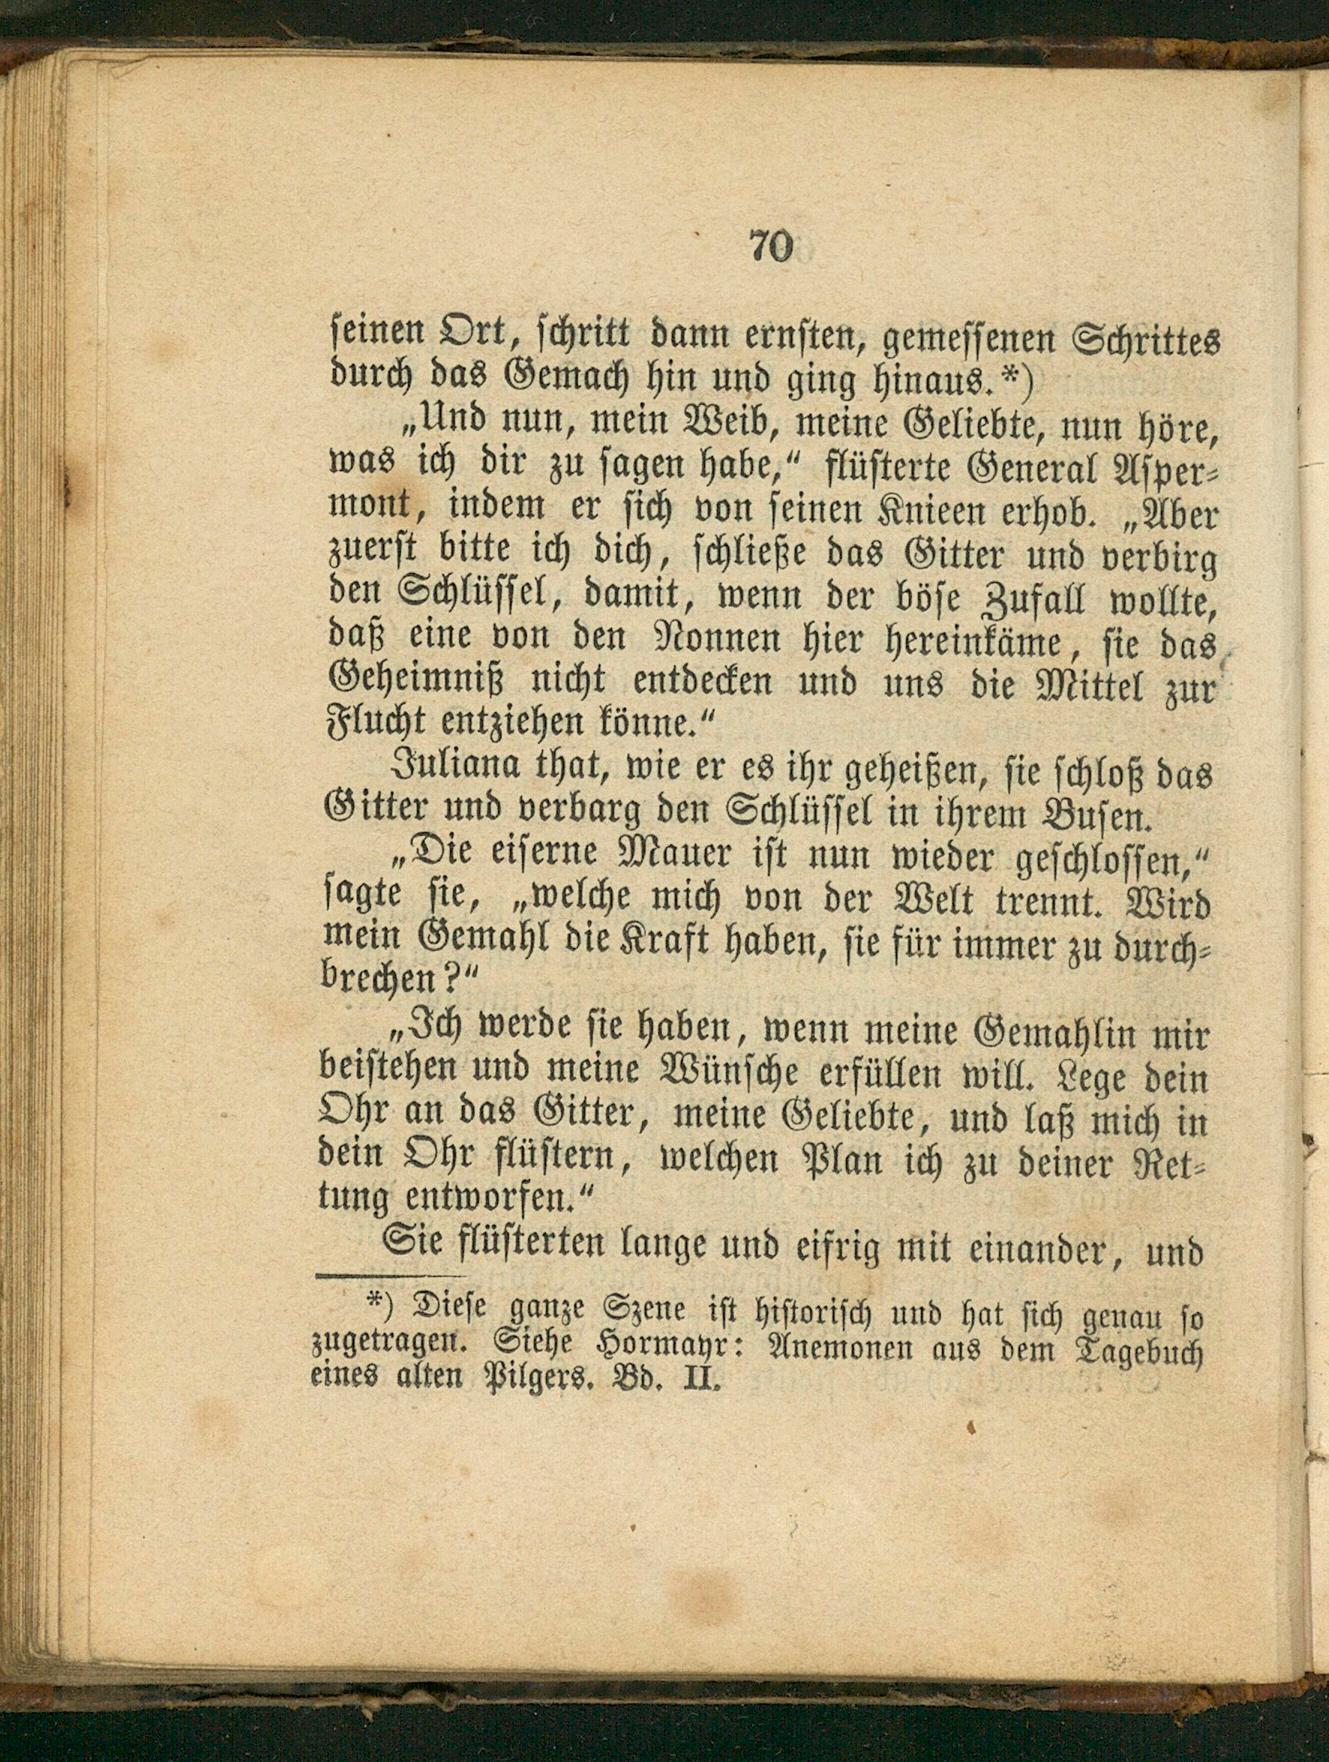 70
seinen Ort, schritt dann ernsten, gemessenen Schrittes
durch das Gemach hin und ging hinaus.*)
„Und nun, mein Weib, meine Geliebte, nun höre,
was ich dir zu sagen habe,“ flüsterte General Asper-
mont, indem er sich von seinen Knieen erhob. „Aber
zuerst bitte ich dich, schließe das Gitter und verbirg
den Schlüssel, damit, wenn der böse Zufall wollte,
daß eine von den Nonnen hier hereinkäme, sie das
Geheimniß nicht entdecken und uns die Mittel zur
Flucht entziehen könne.“
Juliana that, wie er es ihr geheißen, sie schloß das
Gitter und verbarg den Schlüssel in ihrem Busen.
„Die eiserne Mauer ist nun wieder geschlossen,“
sagte sie, „welche mich von der Welt trennt. Wird
mein Gemahl die Kraft haben, sie für immer zu durch-
brechen?“
„Ich werde sie haben, wenn meine Gemahlin mir
beistehen und meine Wünsche erfüllen will. Lege dein
Ohr an das Gitter, meine Geliebte, und laß mich in
dein Ohr flüstern, welchen Plan ich zu deiner Ret-
tung entworfen.“
Sie flüsterten lange und eifrig mit einander, und
*) Diese ganze Szene ist historisch und hat sich genau so
zugetragen. Siehe Hormayr: Anemonen aus dem Tagebuch
eines alten Pilgers. Bd. II.